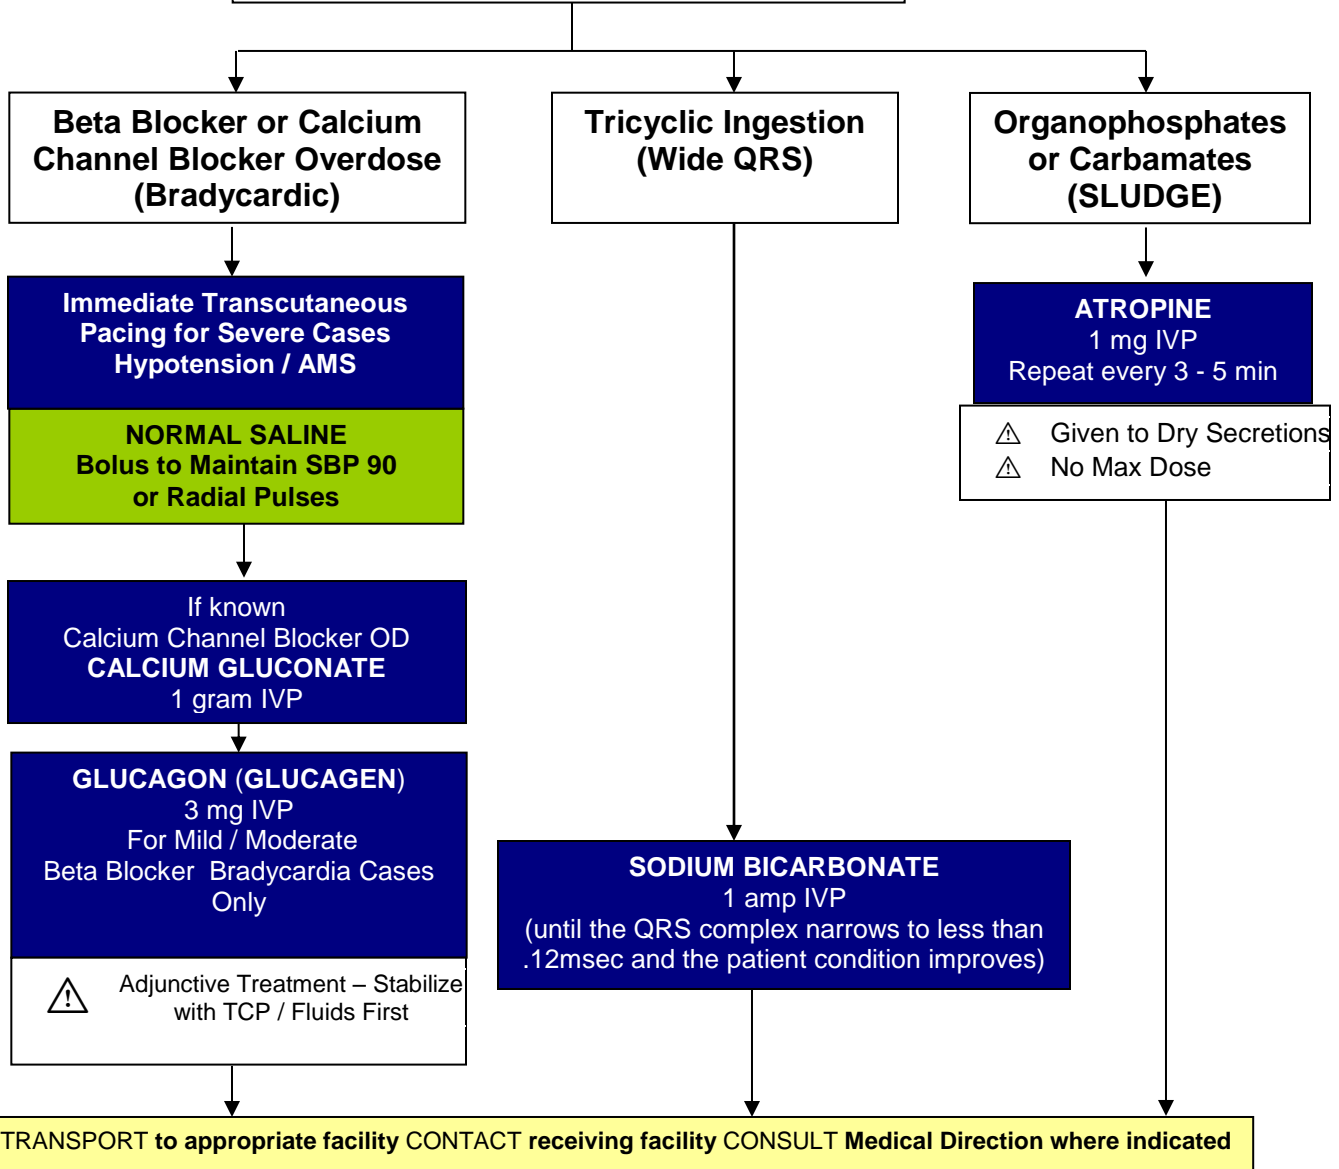 Beta Blocker or Calcium
Channel Blocker Overdose
(Bradycardic)
Tricyclic Ingestion
(Wide QRS)
Organophosphates
or Carbamates
(SLUDGE)
Immediate Transcutaneous
Pacing for Severe Cases
Hypotension / AMS
NORMAL SALINE
Bolus to Maintain SBP 90
or Radial Pulses
If known
Calcium Channel Blocker OD
CALCIUM GLUCONATE
1 gram IVP
GLUCAGON (GLUCAGEN)
3 mg IVP
For Mild / Moderate
Beta Blocker  Bradycardia Cases
Only
Adjunctive Treatment – Stabilize
with TCP / Fluids First
SODIUM BICARBONATE
1 amp IVP
(until the QRS complex narrows to less than
.12msec and the patient condition improves)
ATROPINE
1 mg IVP
Repeat every 3 - 5 min
Given to Dry Secretions
No Max Dose
TRANSPORT to appropriate facility CONTACT receiving facility CONSULT Medical Direction where indicated